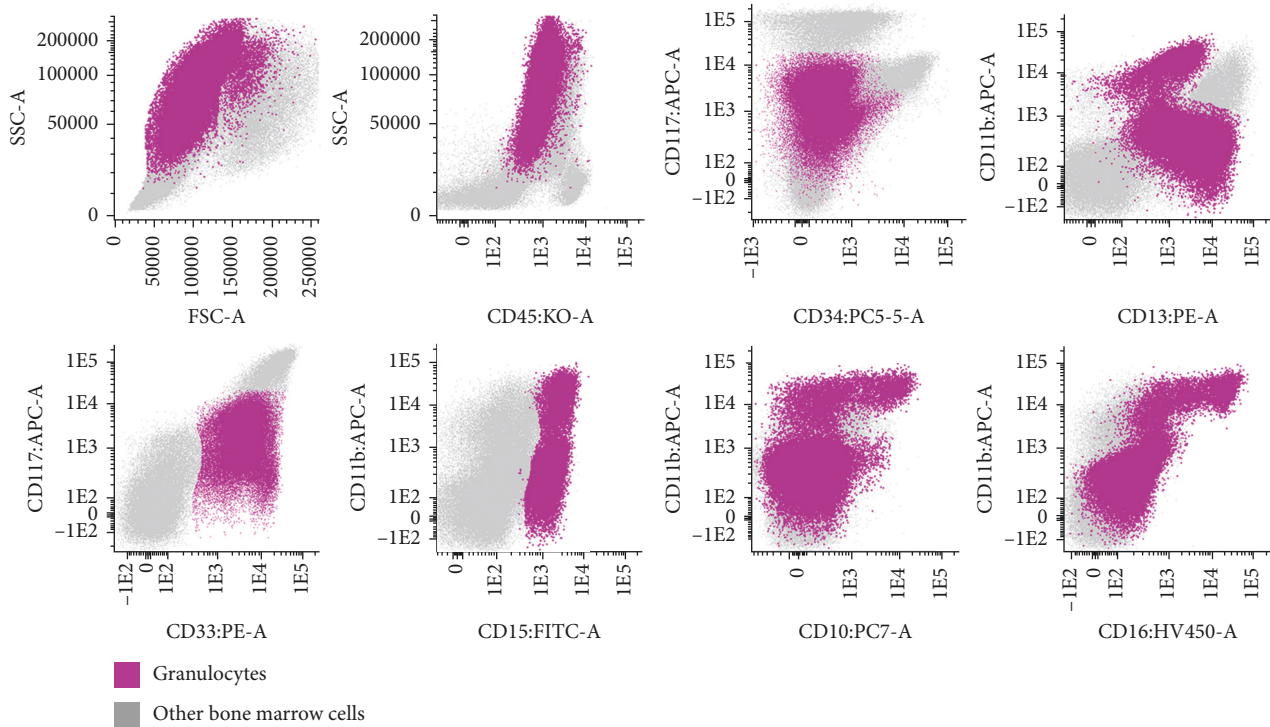 SSC-A
200000
100000
50000
0
0
50000
100000
150000
200000
250000
FSC-A
SSC-A
200000
100000
50000
0
0
1E2
1E3
1E4
1E5
CD45:KO-A
CD117:APC-A
1E5
1E4
1E3
1E2
0
−1E2
−1E3
0
1E3
1E4
1E5
CD34:PC5-5-A
CD11b:APC-A
1E5
1E4
1E3
1E2
0
−1E2
0
1E2
1E3
1E4
1E5
CD13:PE-A
CD117:APC-A
1E5
1E4
1E3
1E2
0
−1E2
−1E2
0
1E2
1E3
1E4
1E5
CD33:PE-A
CD11b:APC-A
1E5
1E4
1E3
1E2
0
−1E2
0
1E2
1E3
1E4
1E5
CD15:FITC-A
CD11b:APC-A
1E5
1E4
1E3
1E2
0
−1E2
0
1E3
1E4
1E5
CD10:PC7-A
CD11b:APC-A
1E5
1E4
1E3
1E2
0
−1E2
−1E2
0
1E2
1E3
1E4
1E5
CD16:HV450-A
Granulocytes
Other bone marrow cells